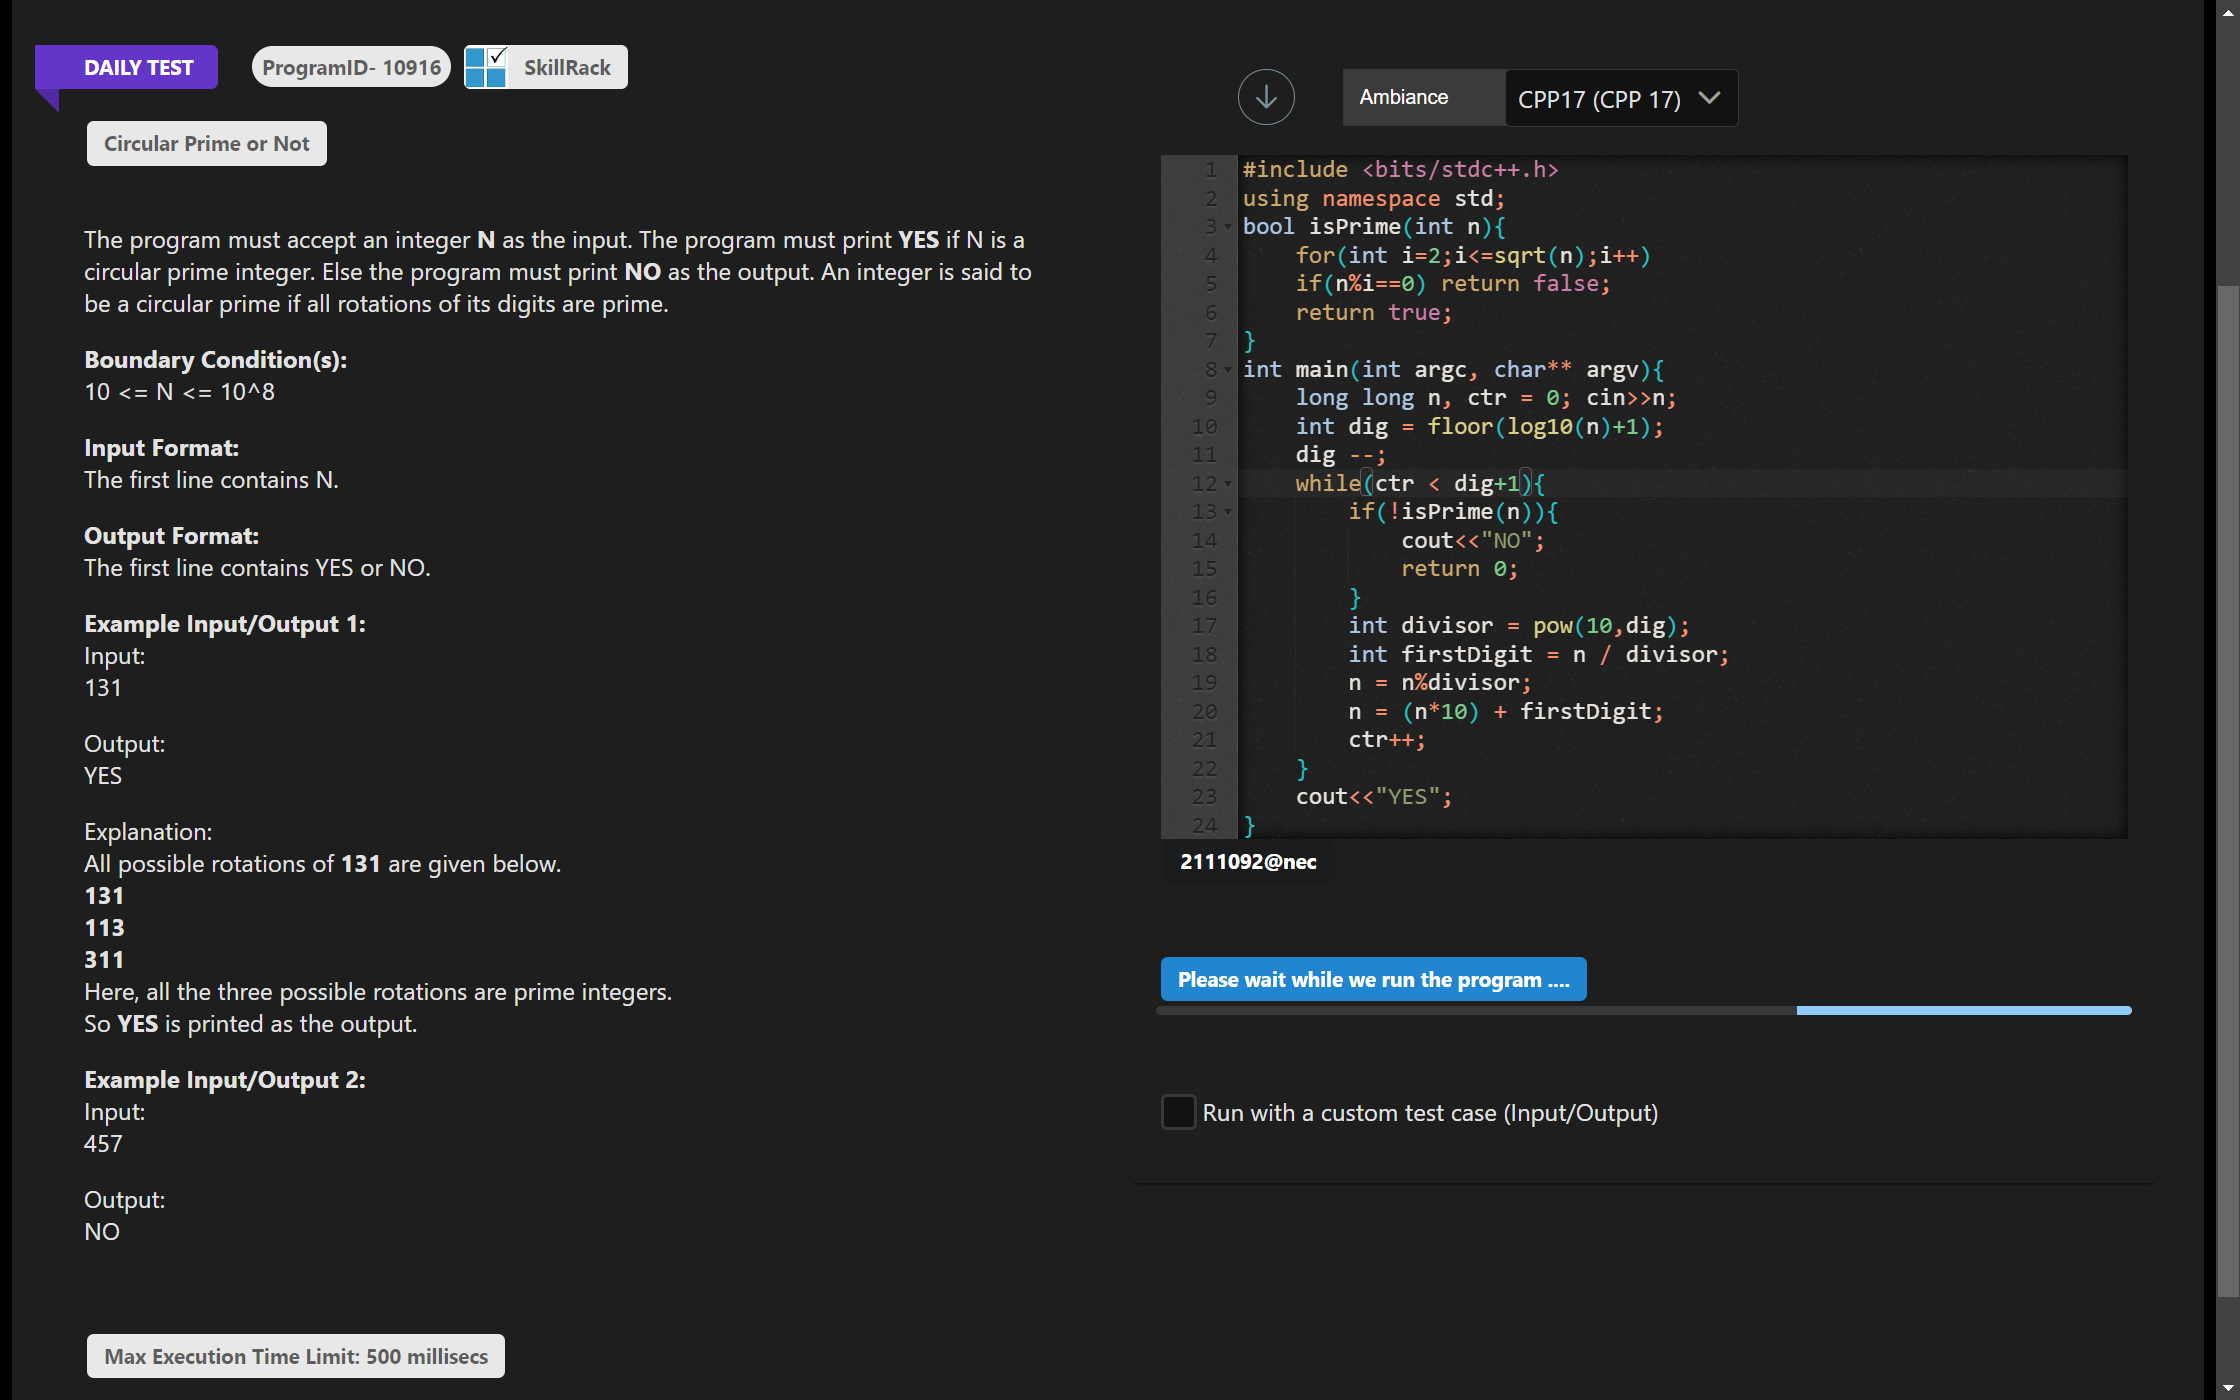 DAILY TEST
ProgramID- 10916
SkillRack
Circular Prime or Not
The program must accept an integer N as the input. The program must print YES if N is a
circular prime integer. Else the program must print NO as the output. An integer is said to
be a circular prime if all rotations of its digits are prime.
Boundary Condition(s):
10 <= N <= 10^8
Input Format:
The first line contains N.
Output Format:
The first line contains YES or NO.
Example Input/Output 1:
Input:
131
Output:
YES
Explanation:
All possible rotations of 131 are given below.
131
113
311
Here, all the three possible rotations are prime integers.
So YES is printed as the output.
Example Input/Output 2:
Input:
457
Output:
NO
Max Execution Time Limit: 500 millisecs
Ambiance
CPP17 (CPP 17)
1 #include <bits/stdc++.h>
2 using namespace std;
3 bool isPrime(int n){
4     for(int i=2;i<=sqrt(n);i++)
5     if(n%i==0) return false;
6     return true;
7 }
8 int main(int argc, char** argv){
9     long long n, ctr = 0; cin>>n;
10     int dig = floor(log10(n)+1);
11     dig --;
12     while(ctr < dig+1){
13         if(!isPrime(n)){
14             cout<<"NO";
15             return 0;
16         }
17         int divisor = pow(10,dig);
18         int firstDigit = n / divisor;
19         n = n%divisor;
20         n = (n*10) + firstDigit;
21         ctr++;
22     }
23     cout<<"YES";
24 }
2111092@nec
Please wait while we run the program ....
Run with a custom test case (Input/Output)